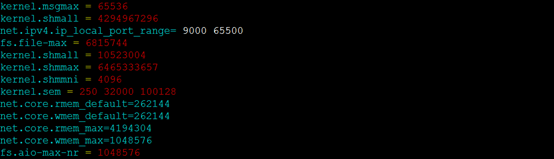 kernel.msgmax = 65536
kernel.shmall = 4294967296
net.ipv4.ip_local_port_range= 9000 65500
fs.file-max = 6815744
kernel.shmall = 10523004
kernel.shmmax = 6465333657
kernel.shmmni = 4096
kernel.sem = 250 32000 100128
net.core.rmem_default=262144
net.core.wmem_default=262144
net.core.rmem_max=4194304
net.core.wmem_max=1048576
fs.aio-max-nr = 1048576